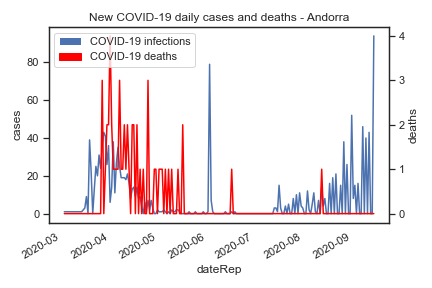 New COVID-19 daily cases and deaths - Andorra
COVID-19 infections
COVID-19 deaths
cases
80
60
40
20
0
deaths
4
3
2
1
0
2020-03
2020-04
2020-05
2020-06
2020-07
2020-08
2020-09
dateRep